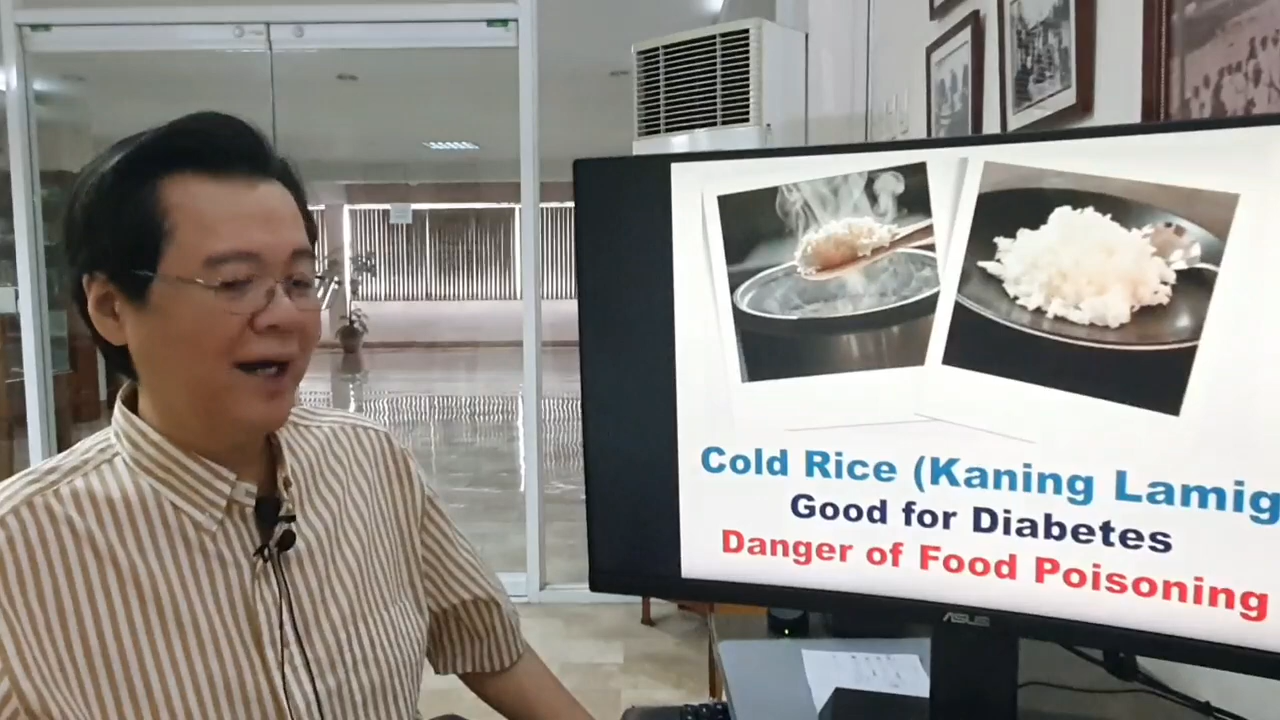 Cold Rice (Kaning Lamig
Good for Diabetes
Danger of Food Poisoning
ASUS